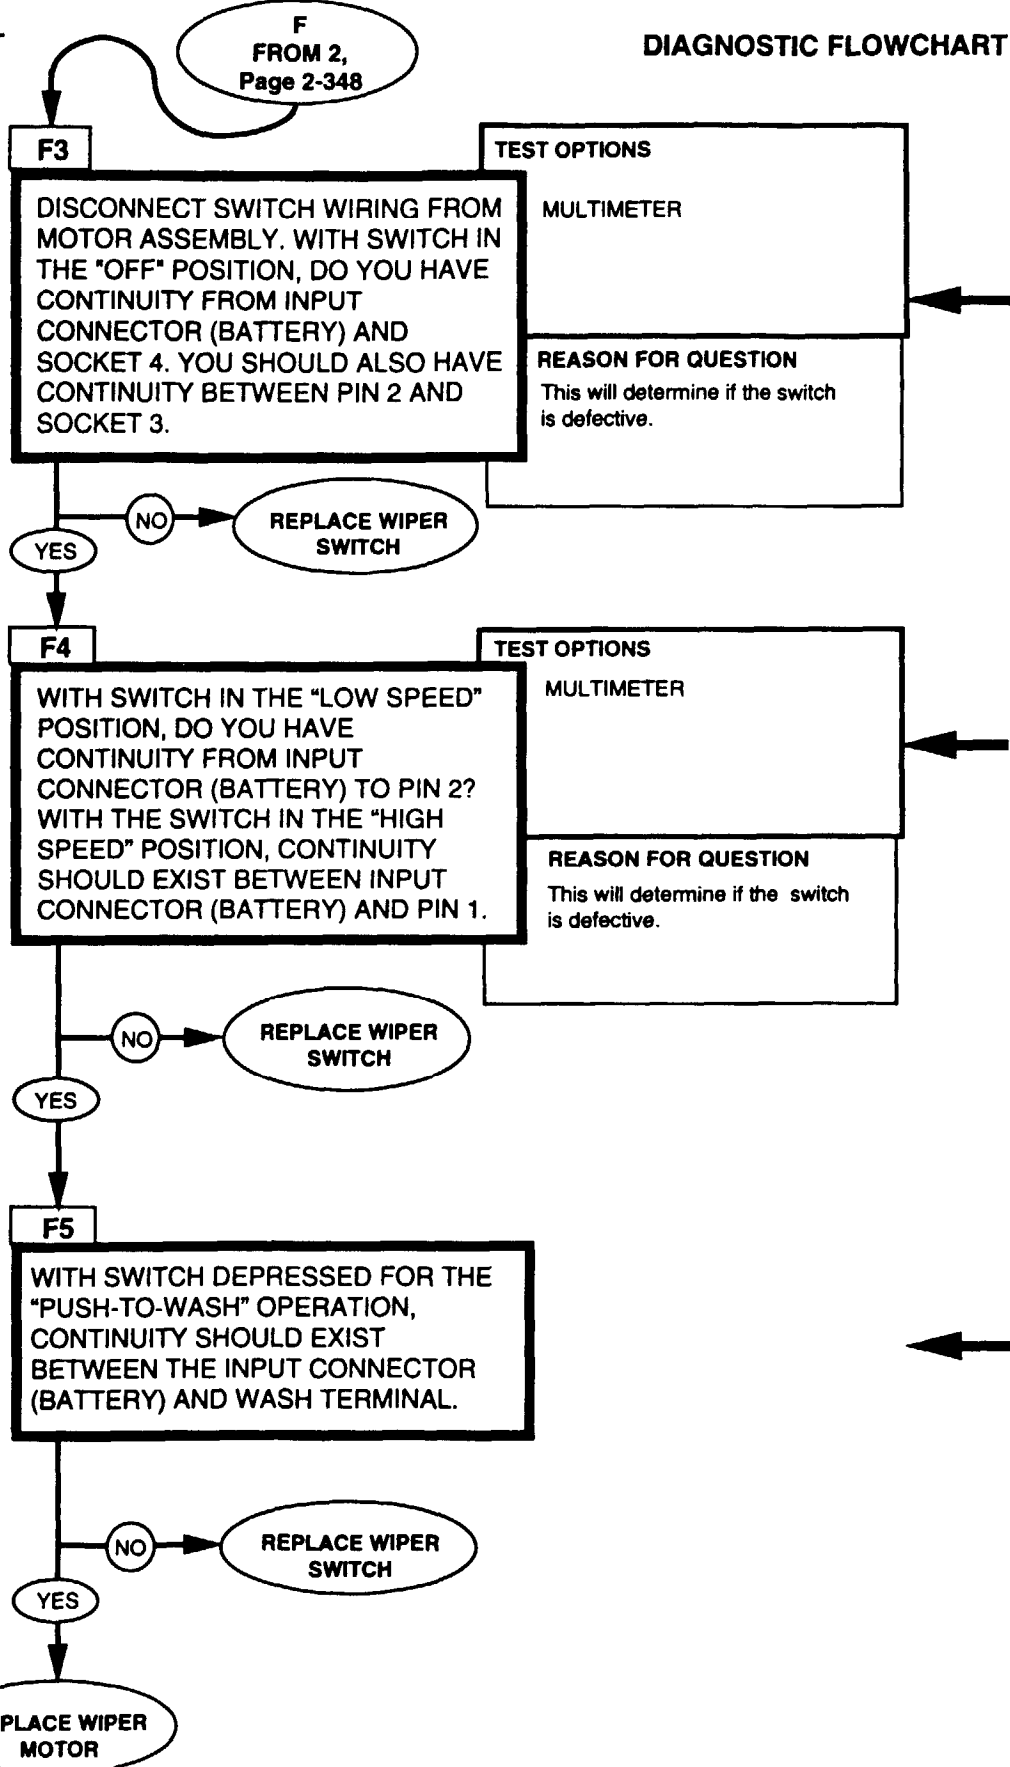 F
FROM 2,
Page 2-348
DIAGNOSTIC FLOWCHART
F3
DISCONNECT SWITCH WIRING FROM
MOTOR ASSEMBLY. WITH SWITCH IN
THE "OFF" POSITION, DO YOU HAVE
CONTINUITY FROM INPUT
CONNECTOR (BATTERY) AND
SOCKET 4. YOU SHOULD ALSO HAVE
CONTINUITY BETWEEN PIN 2 AND
SOCKET 3.
TEST OPTIONS
MULTIMETER
REASON FOR QUESTION
This will determine if the switch
is defective.
NO
REPLACE WIPER
SWITCH
YES
F4
WITH SWITCH IN THE “LOW SPEED”
POSITION, DO YOU HAVE
CONTINUITY FROM INPUT
CONNECTOR (BATTERY) TO PIN 2?
WITH THE SWITCH IN THE “HIGH
SPEED” POSITION, CONTINUITY
SHOULD EXIST BETWEEN INPUT
CONNECTOR (BATTERY) AND PIN 1.
TEST OPTIONS
MULTIMETER
REASON FOR QUESTION
This will determine if the switch
is defective.
NO
REPLACE WIPER
SWITCH
YES
F5
WITH SWITCH DEPRESSED FOR THE
“PUSH-TO-WASH” OPERATION,
CONTINUITY SHOULD EXIST
BETWEEN THE INPUT CONNECTOR
(BATTERY) AND WASH TERMINAL.
NO
REPLACE WIPER
SWITCH
YES
PLACE WIPER
MOTOR